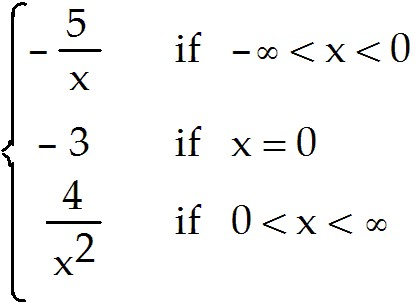 - 5/x if -∞ < x < 0
- 3 if x = 0
4/x² if 0 < x < ∞